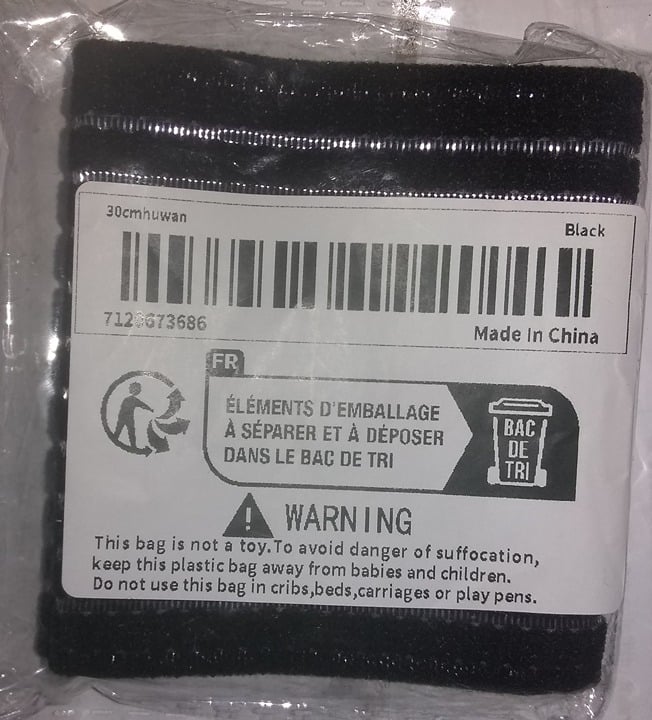 30cmhuwan
Black
Made In China
FR
ÉLÉMENTS D'EMBALLAGE
À SÉPARER ET À DÉPOSER
DANS LE BAC DE TRI
BAC
DE
TRI
WARNING
This bag is not a toy.To avoid danger of suffocation,
keep this plastic bag away from babies and children.
Do not use this bag in cribs,beds,carriages or play pens.